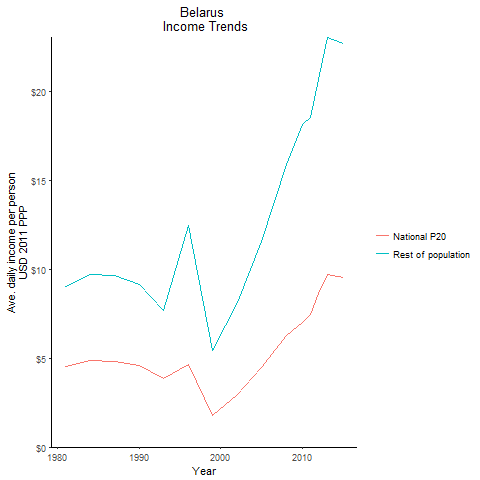 Belarus
Income Trends
Ave. daily income per person
USD 2011 PPP
$20
$15
$10
$5
$0
1980
1990
2000
2010
Year
National P20
Rest of population